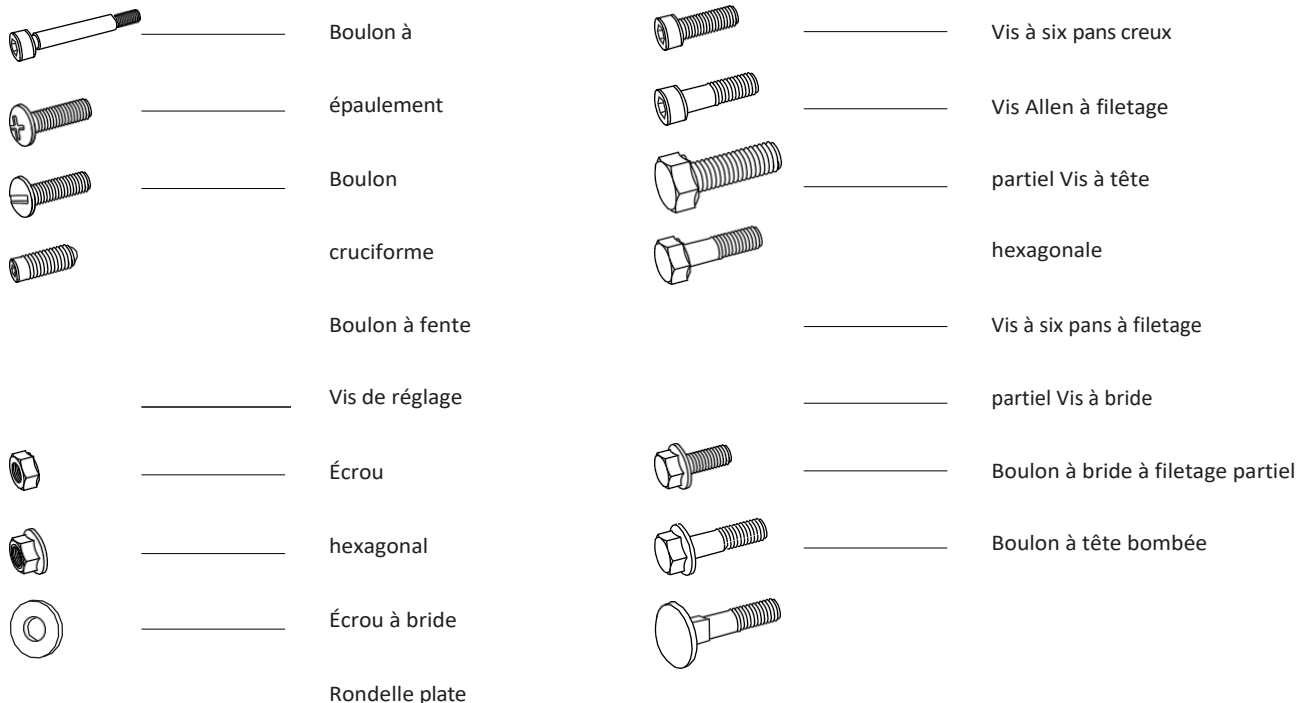 Boulon à
épaulement
Boulon
cruciforme
Boulon à fente
Vis de réglage
Écrou
hexagonal
Écrou à bride
Rondelle plate
Vis à six pans creux
Vis Allen à filetage
partiel Vis à tête
hexagonale
Vis à six pans à filetage
partiel Vis à bride
Boulon à bride à filetage partiel
Boulon à tête bombée